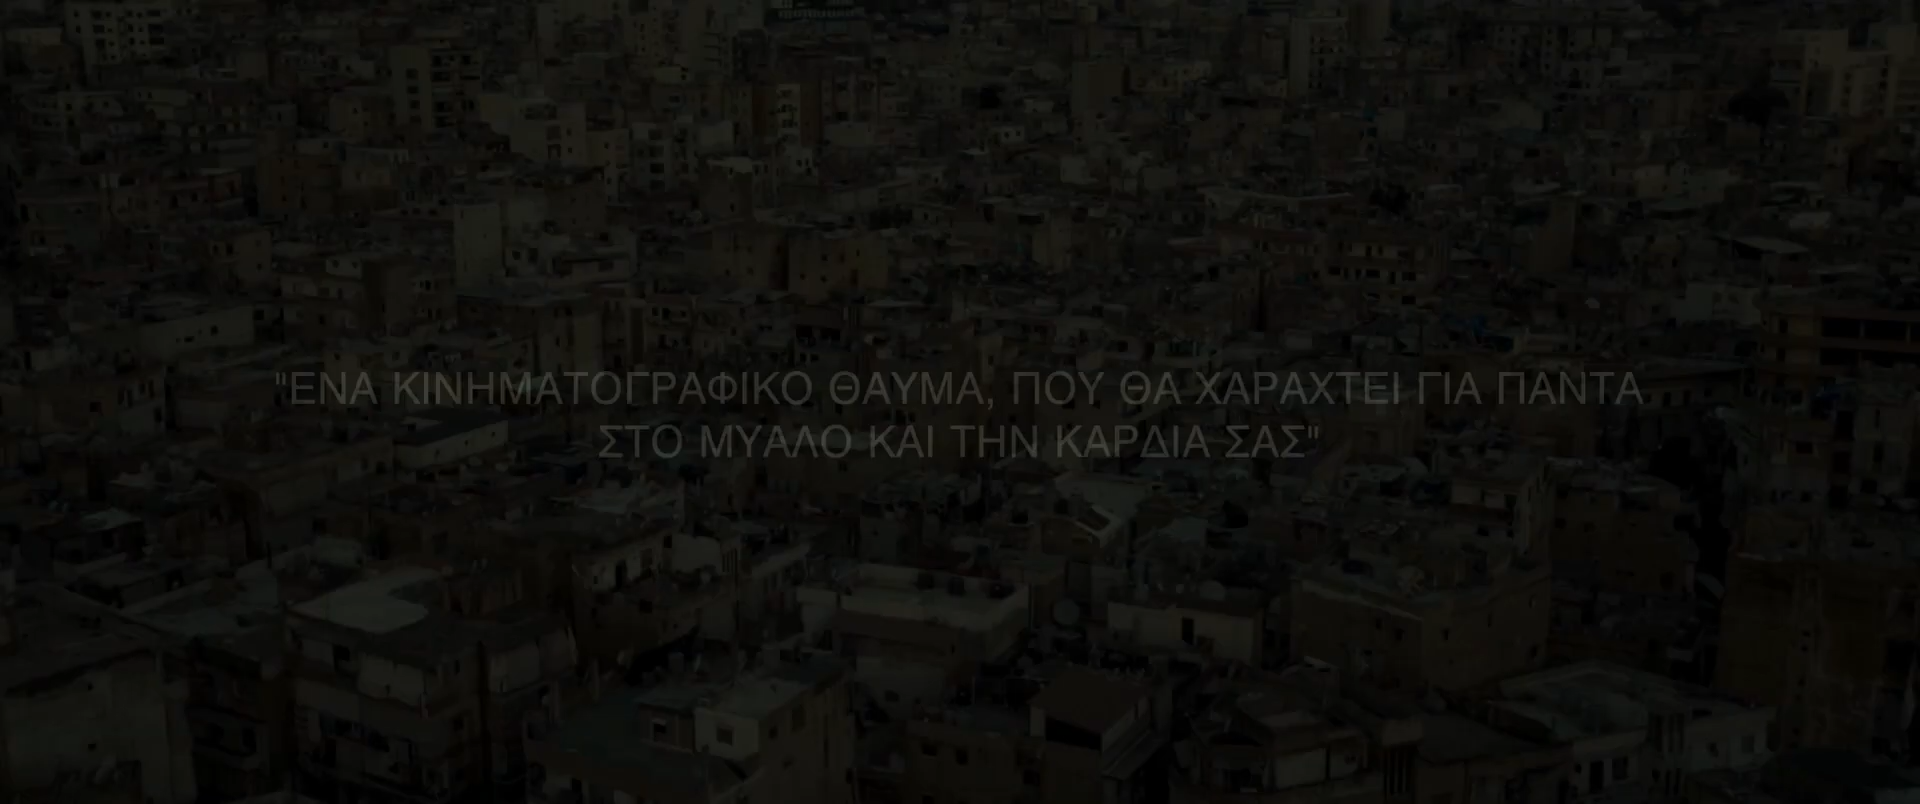 "ΕΝΑ ΚΙΝΗΜΑΤΟΓΡΑΦΙΚΟ ΘΑΥΜΑ, ΠΟΥ ΘΑ ΧΑΡΑΧΤΕΙ ΓΙΑ ΠΑΝΤΑ
ΣΤΟ ΜΥΑΛΟ ΚΑΙ ΤΗΝ ΚΑΡΔΙΑ ΣΑΣ"